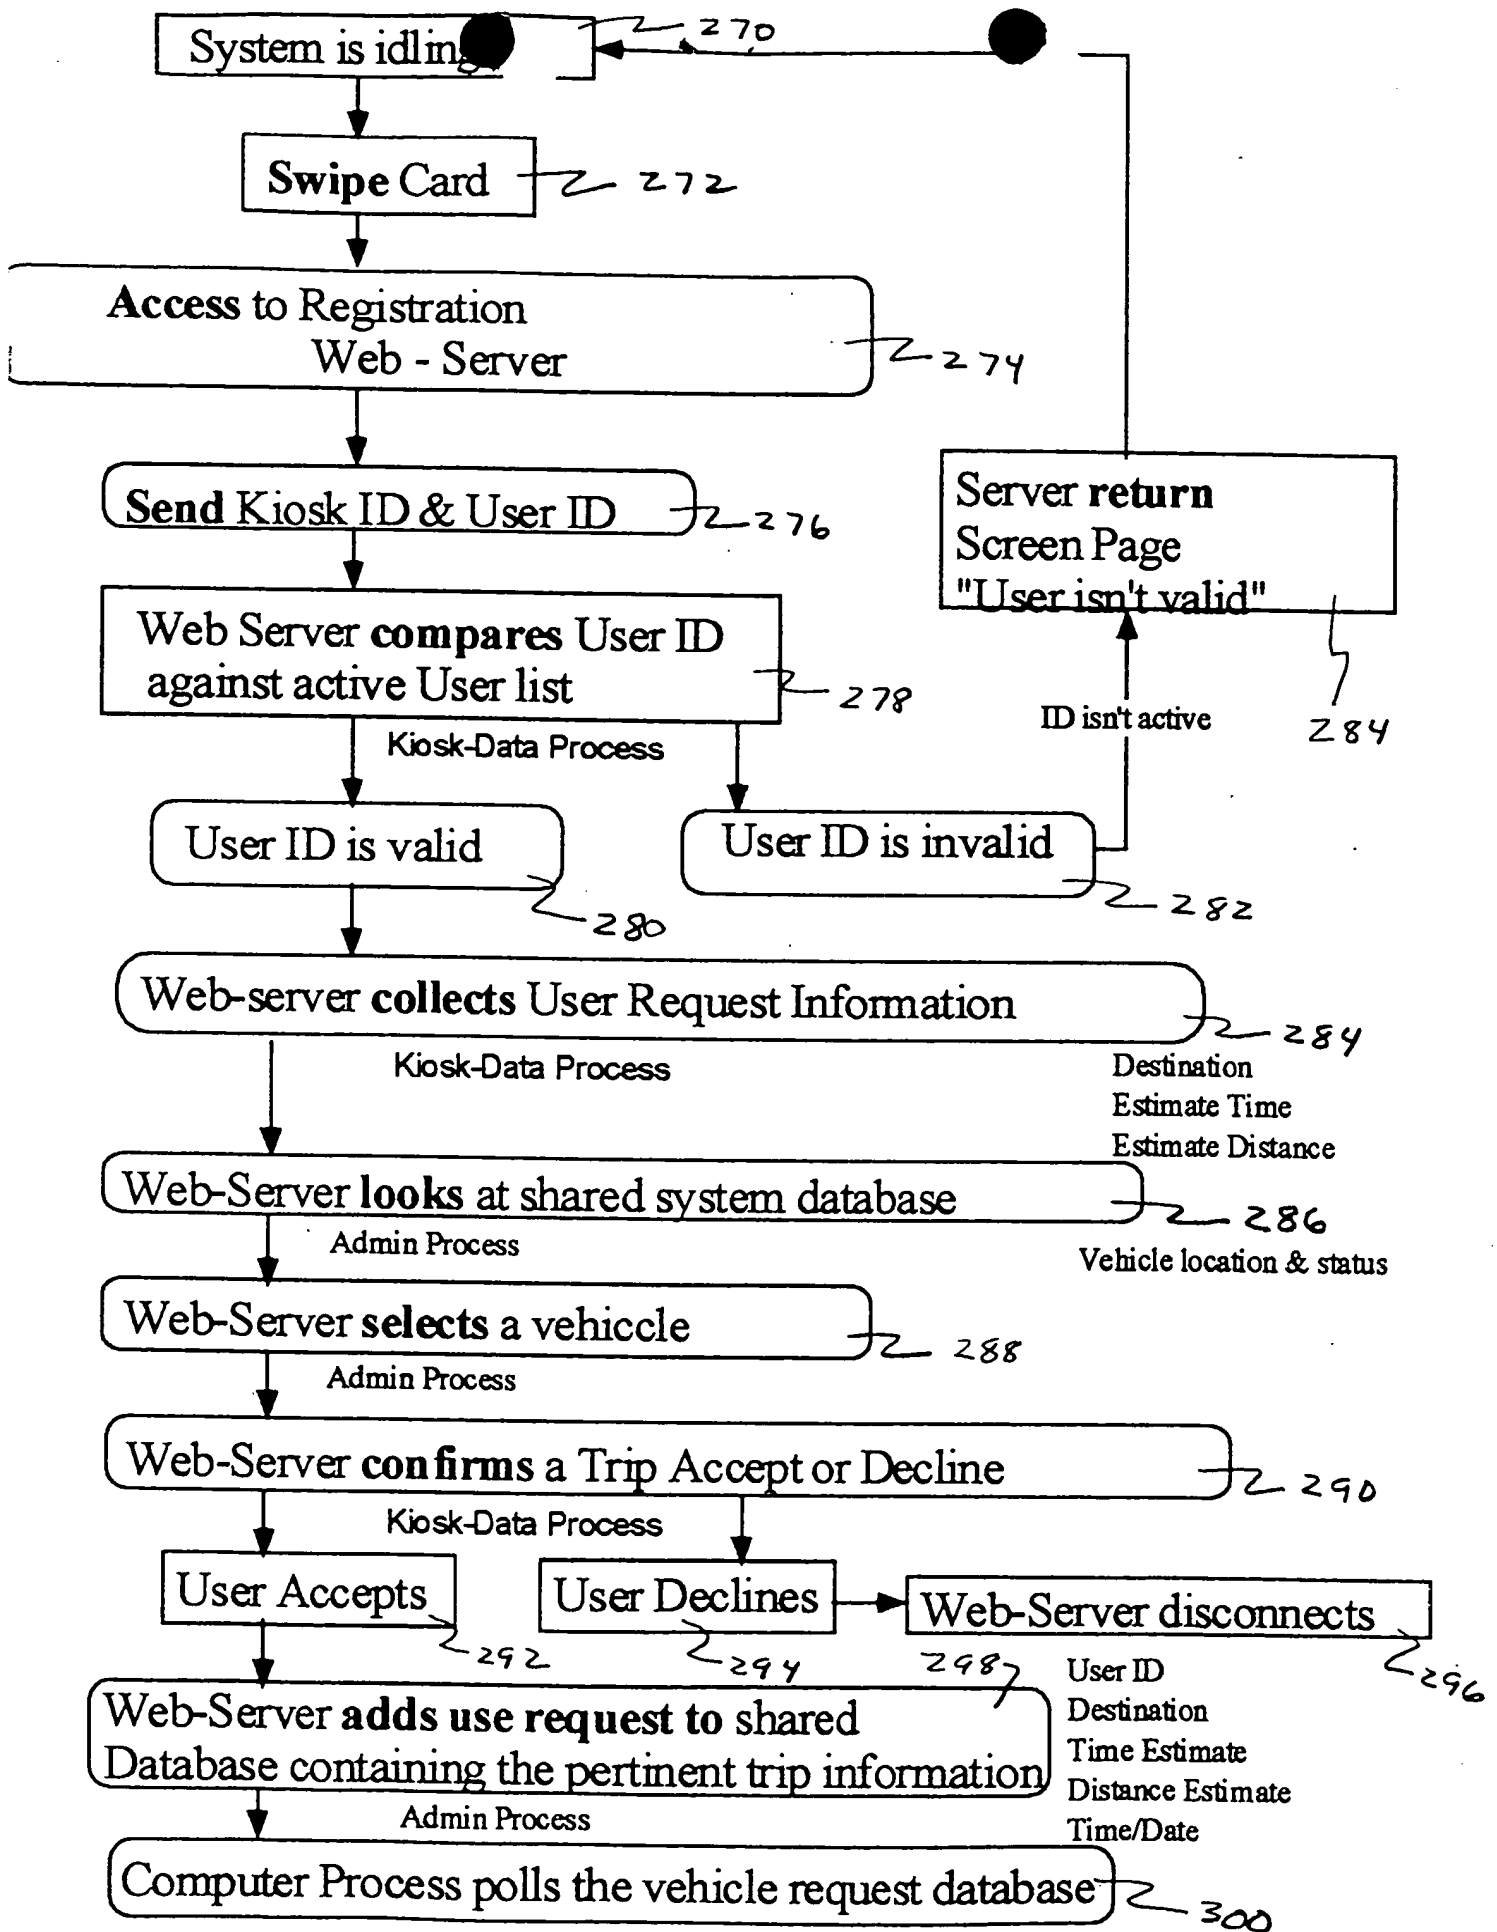 System is idling
270
Swipe Card
272
Access to Registration
Web - Server
274
Send Kiosk ID & User ID
276
Server return
Screen Page
"User isn't valid"
284
Web Server compares User ID
against active User list
278
ID isn't active
Kiosk-Data Process
User ID is valid
280
User ID is invalid
282
Web-server collects User Request Information
284
Kiosk-Data Process
Destination
Estimate Time
Estimate Distance
Web-Server looks at shared system database
286
Admin Process
Vehicle location & status
Web-Server selects a vehiccle
288
Admin Process
Web-Server confirms a Trip Accept or Decline
290
Kiosk-Data Process
User Accepts
292
User Declines
294
Web-Server disconnects
296
298
Web-Server adds use request to shared
Database containing the pertinent trip information
User ID
Destination
Time Estimate
Distance Estimate
Time/Date
Admin Process
Computer Process polls the vehicle request database
300